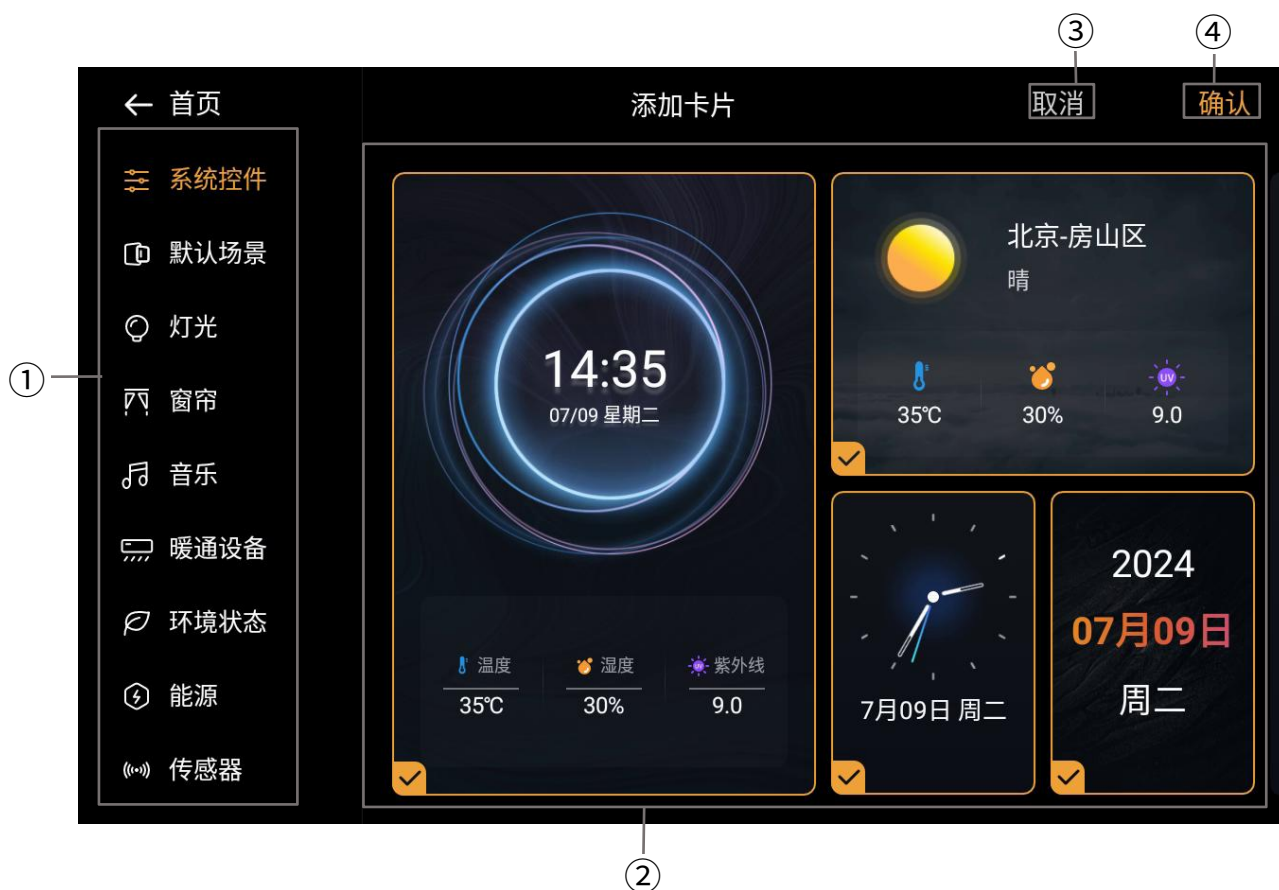 ③
④
首页
添加卡片
取消
确认
系统控件
默认场景
灯光
窗帘
音乐
暖通设备
环境状态
能源
传感器
①
14:35
07/09 星期二
温度
湿度
UV
紫外线
35℃
30%
9.0
北京-房山区
晴
UV
35℃
30%
9.0
7月09日 周二
2024
07月09日
周二
②